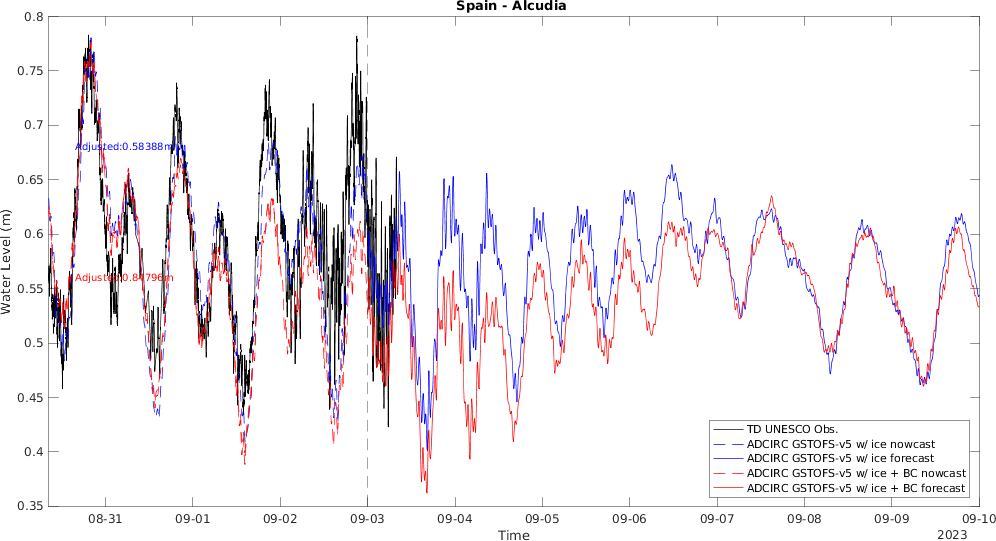 Spain - Alcudia
0.8
0.75
0.7
0.65
0.6
0.55
0.5
0.45
0.4
0.35
Water Level (m)
Adjusted:0.58388m
TD UNESCO Obs.
ADCIRC GSTOFS-v5 w/ ice nowcast
ADCIRC GSTOFS-v5 w/ ice forecast
ADCIRC GSTOFS-v5 w/ ice + BC nowcast
ADCIRC GSTOFS-v5 w/ ice + BC forecast
08-31 09-01 09-02 09-03 09-04 09-05 09-06 09-07 09-08 09-09 09-10
Time
2023